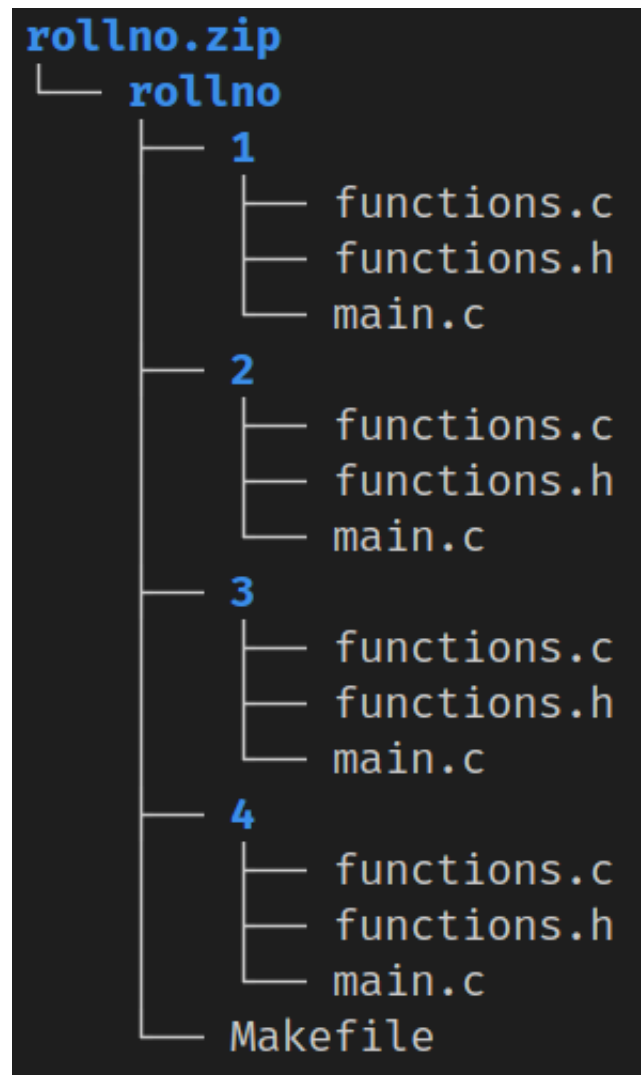 rollno.zip
rollno
1
functions.c
functions.h
main.c
2
functions.c
functions.h
main.c
3
functions.c
functions.h
main.c
4
functions.c
functions.h
main.c
Makefile